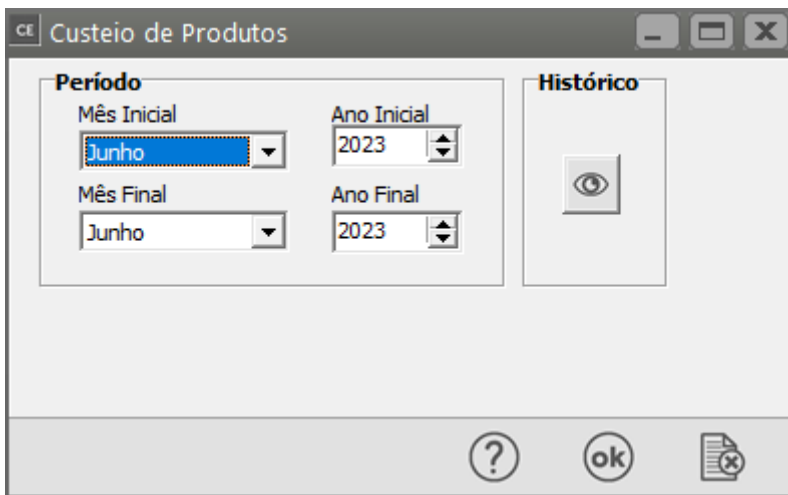 CE Custeio de Produtos
Período
Histórico
Mês Inicial
Ano Inicial
Junho
2023
Mês Final
Ano Final
Junho
2023
?
ok